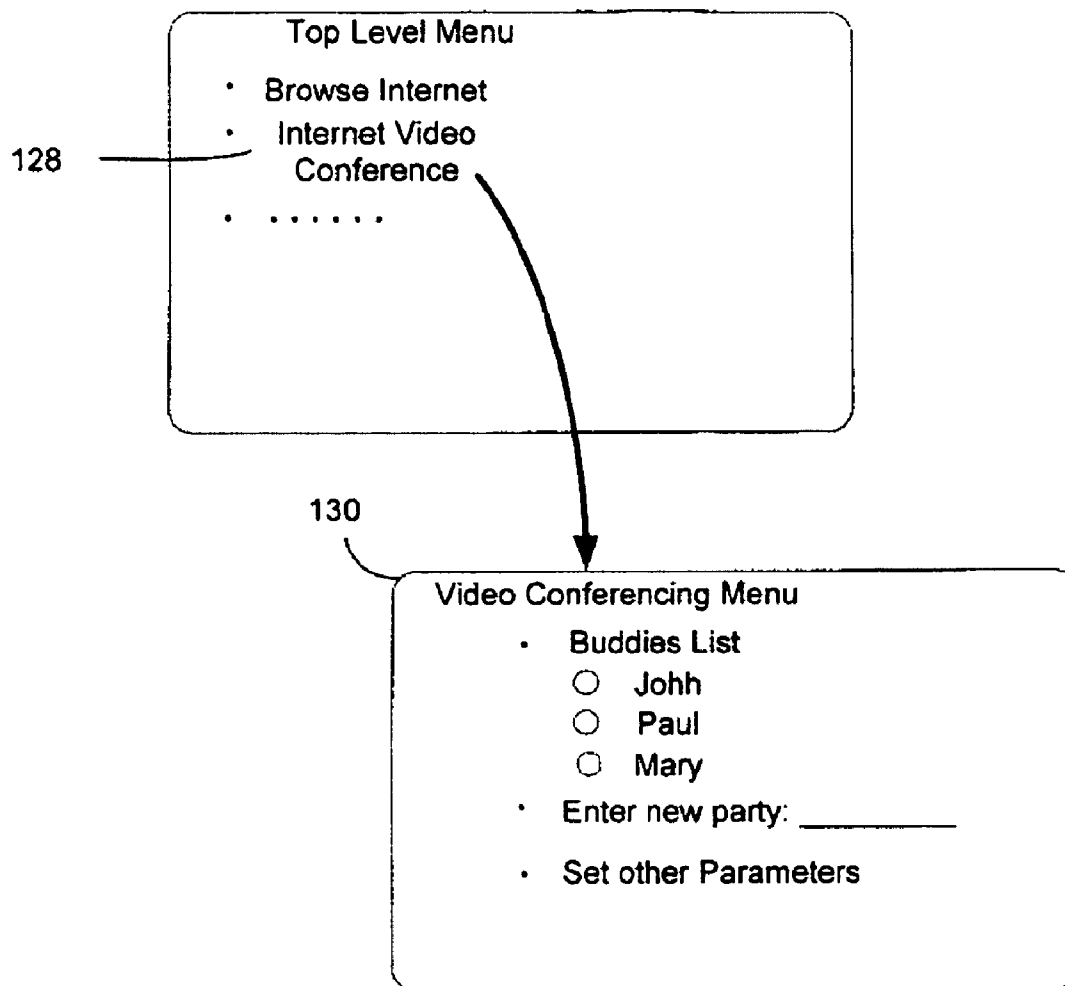 Top Level Menu
· Browse Internet
· Internet Video
Conference
128
· · · · · · ·
130
Video Conferencing Menu
· Buddies List
○ Johh
○ Paul
○ Mary
· Enter new party: ________
· Set other Parameters